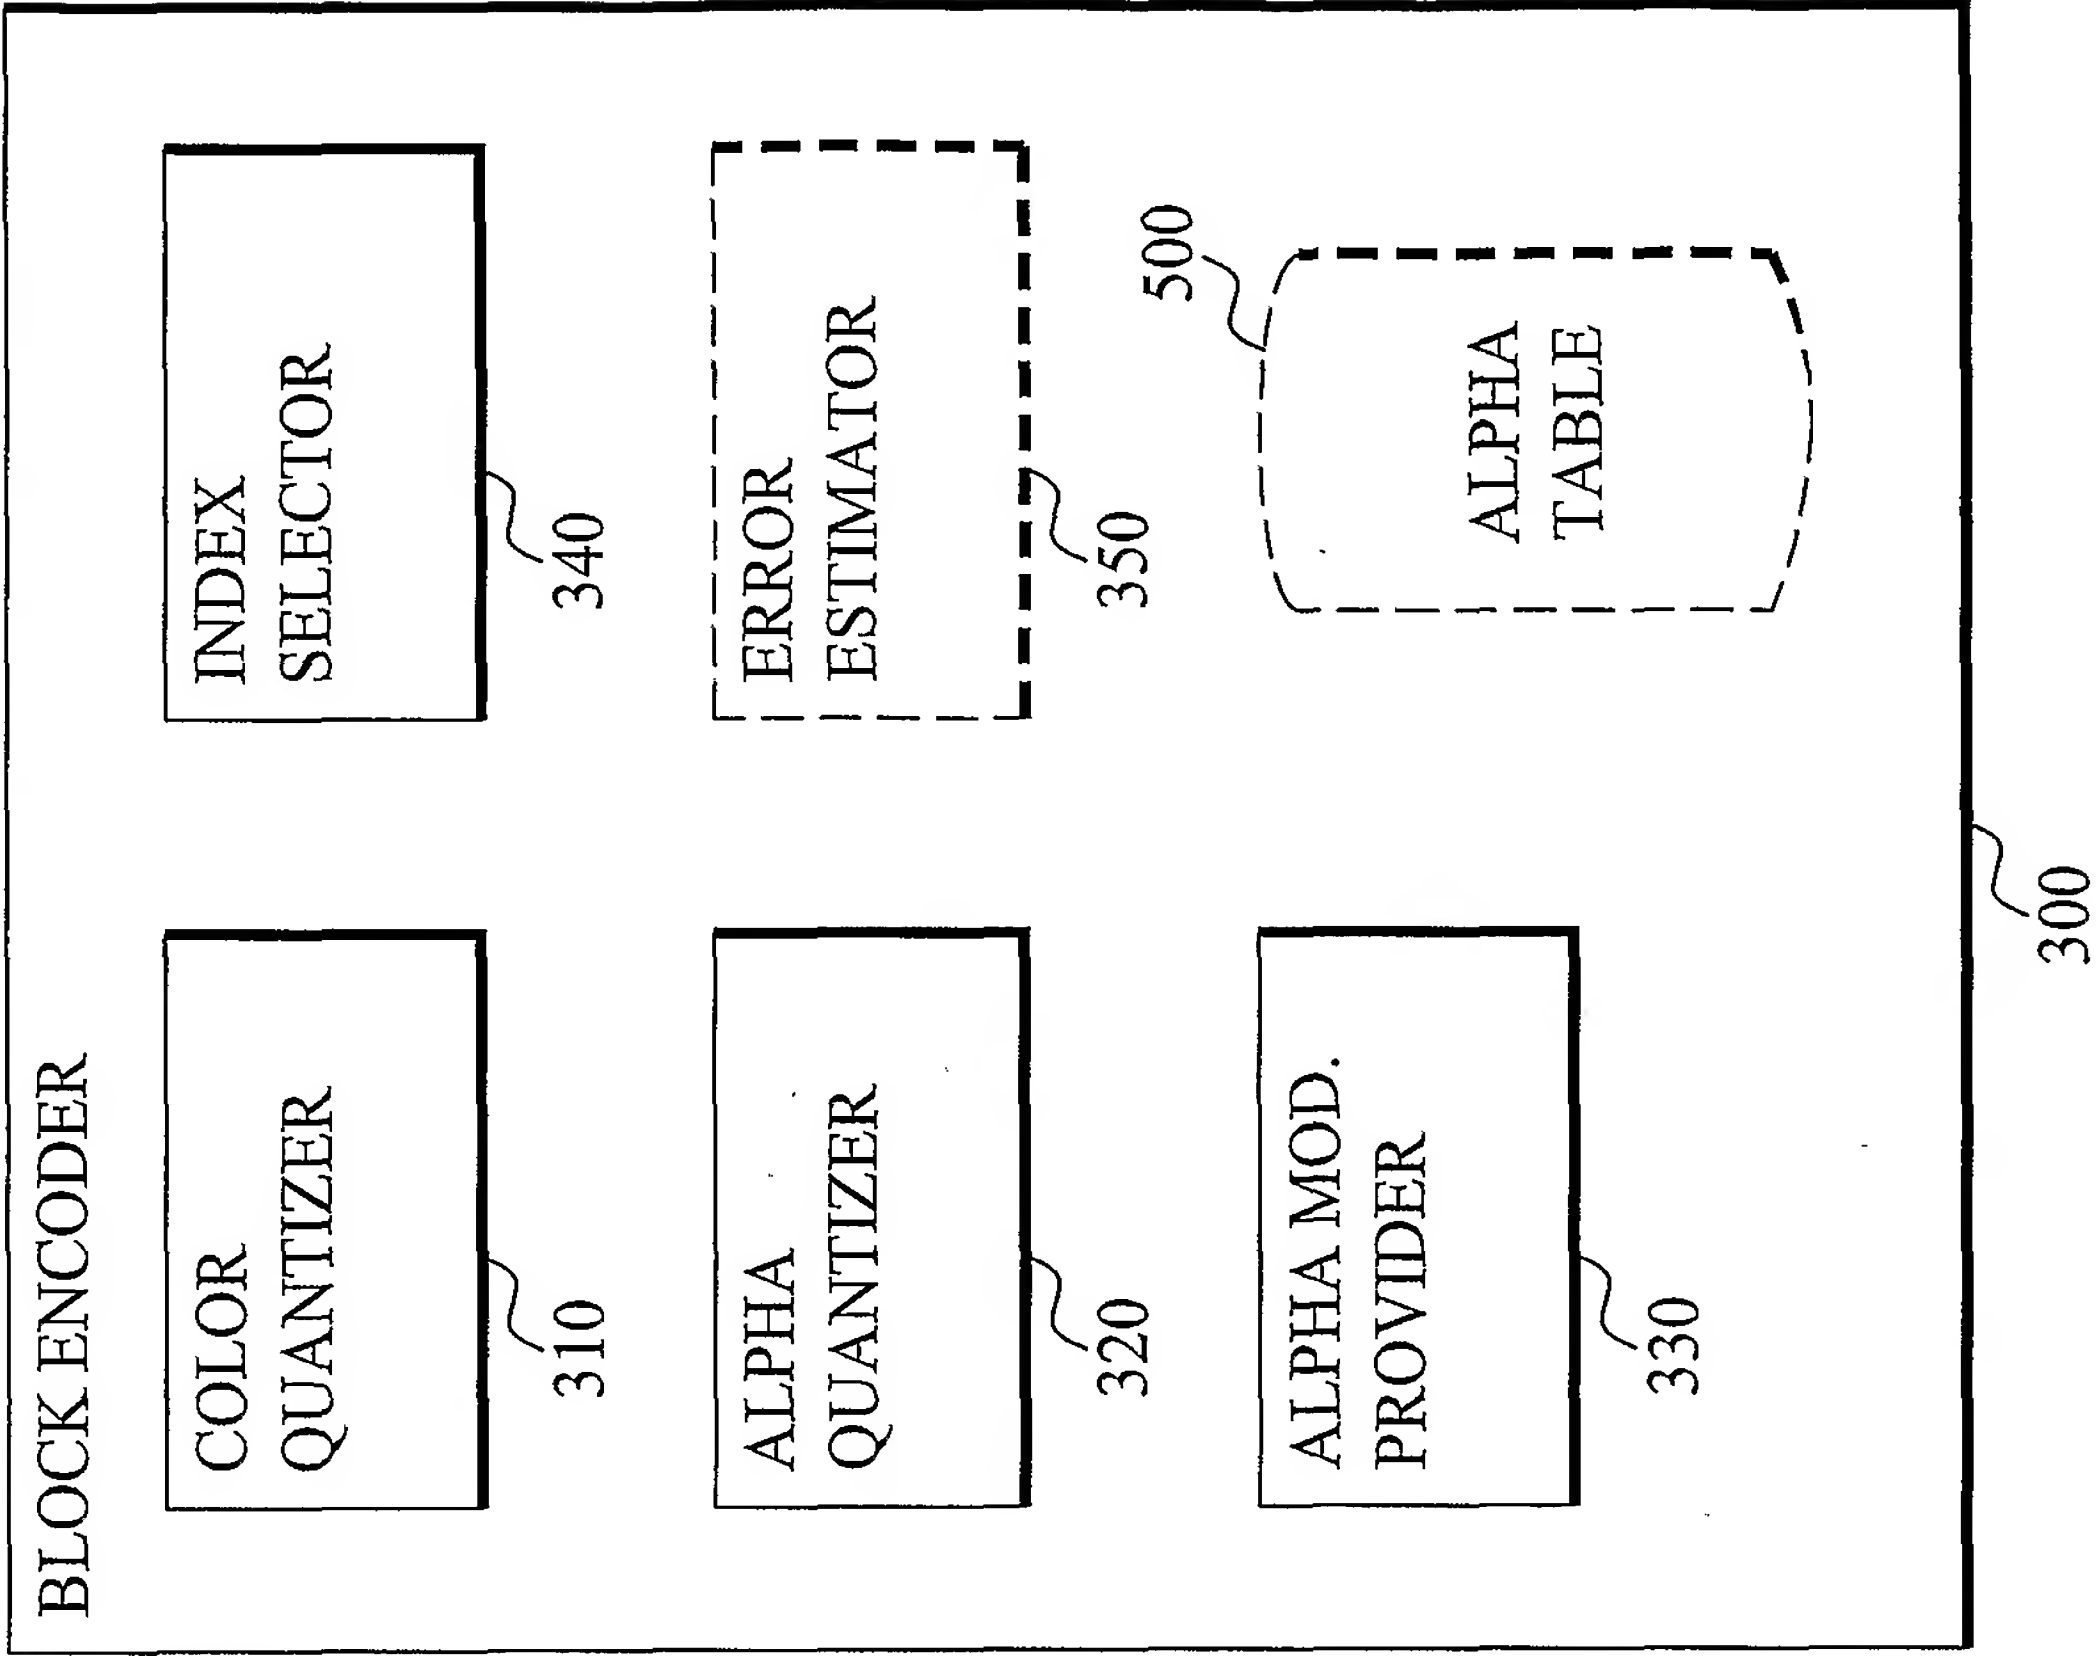 BLOCK ENCODER
COLOR
QUANTIZER
310
INDEX
SELECTOR
340
ALPHA
QUANTIZER
320
ERROR
ESTIMATOR
350
ALPHA MOD.
PROVIDER
330
500
ALPHA
TABLE
300